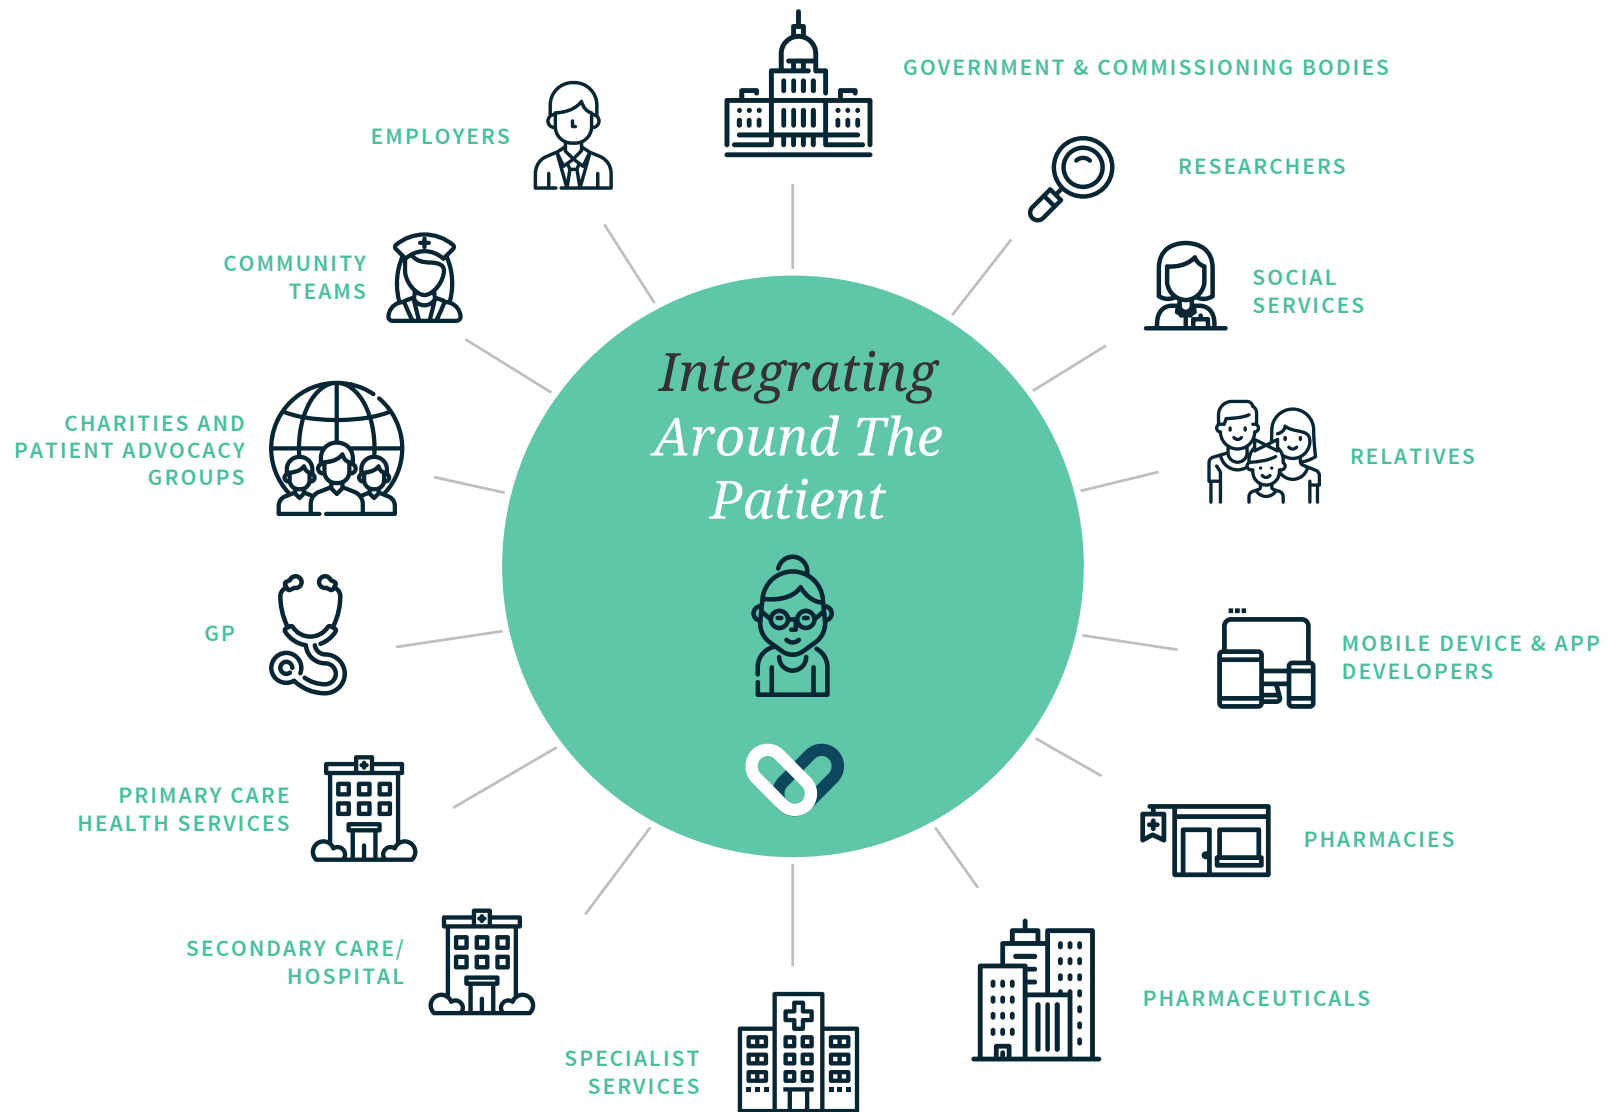 GOVERNMENT & COMMISSIONING BODIES
EMPLOYERS
RESEARCHERS
COMMUNITY
TEAMS
SOCIAL
SERVICES
Integrating
Around The
Patient
CHARITIES AND
PATIENT ADVOCACY
GROUPS
RELATIVES
GP
MOBILE DEVICE & APP
DEVELOPERS
PRIMARY CARE
HEALTH SERVICES
PHARMACIES
SECONDARY CARE/
HOSPITAL
PHARMACEUTICALS
SPECIALIST
SERVICES